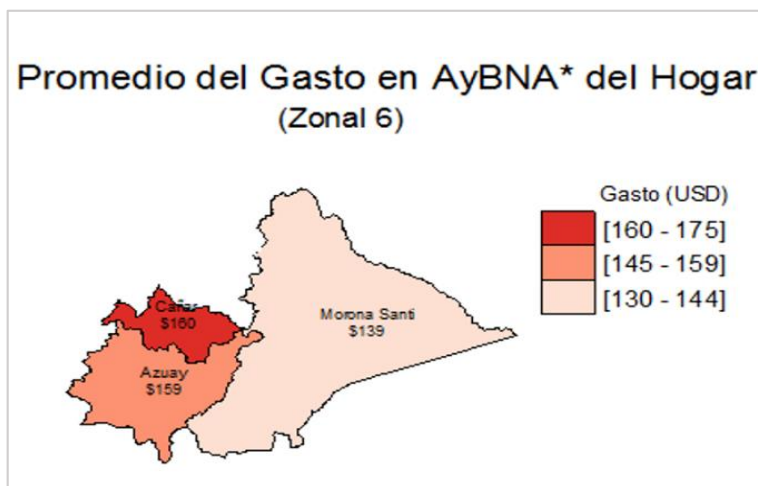 Promedio del Gasto en AyBNA* del Hogar
(Zonal 6)
Gasto (USD)
[160 - 175]
[145 - 159]
[130 - 144]
Cañar
$160
Morona Santi
$139
Azuay
$159